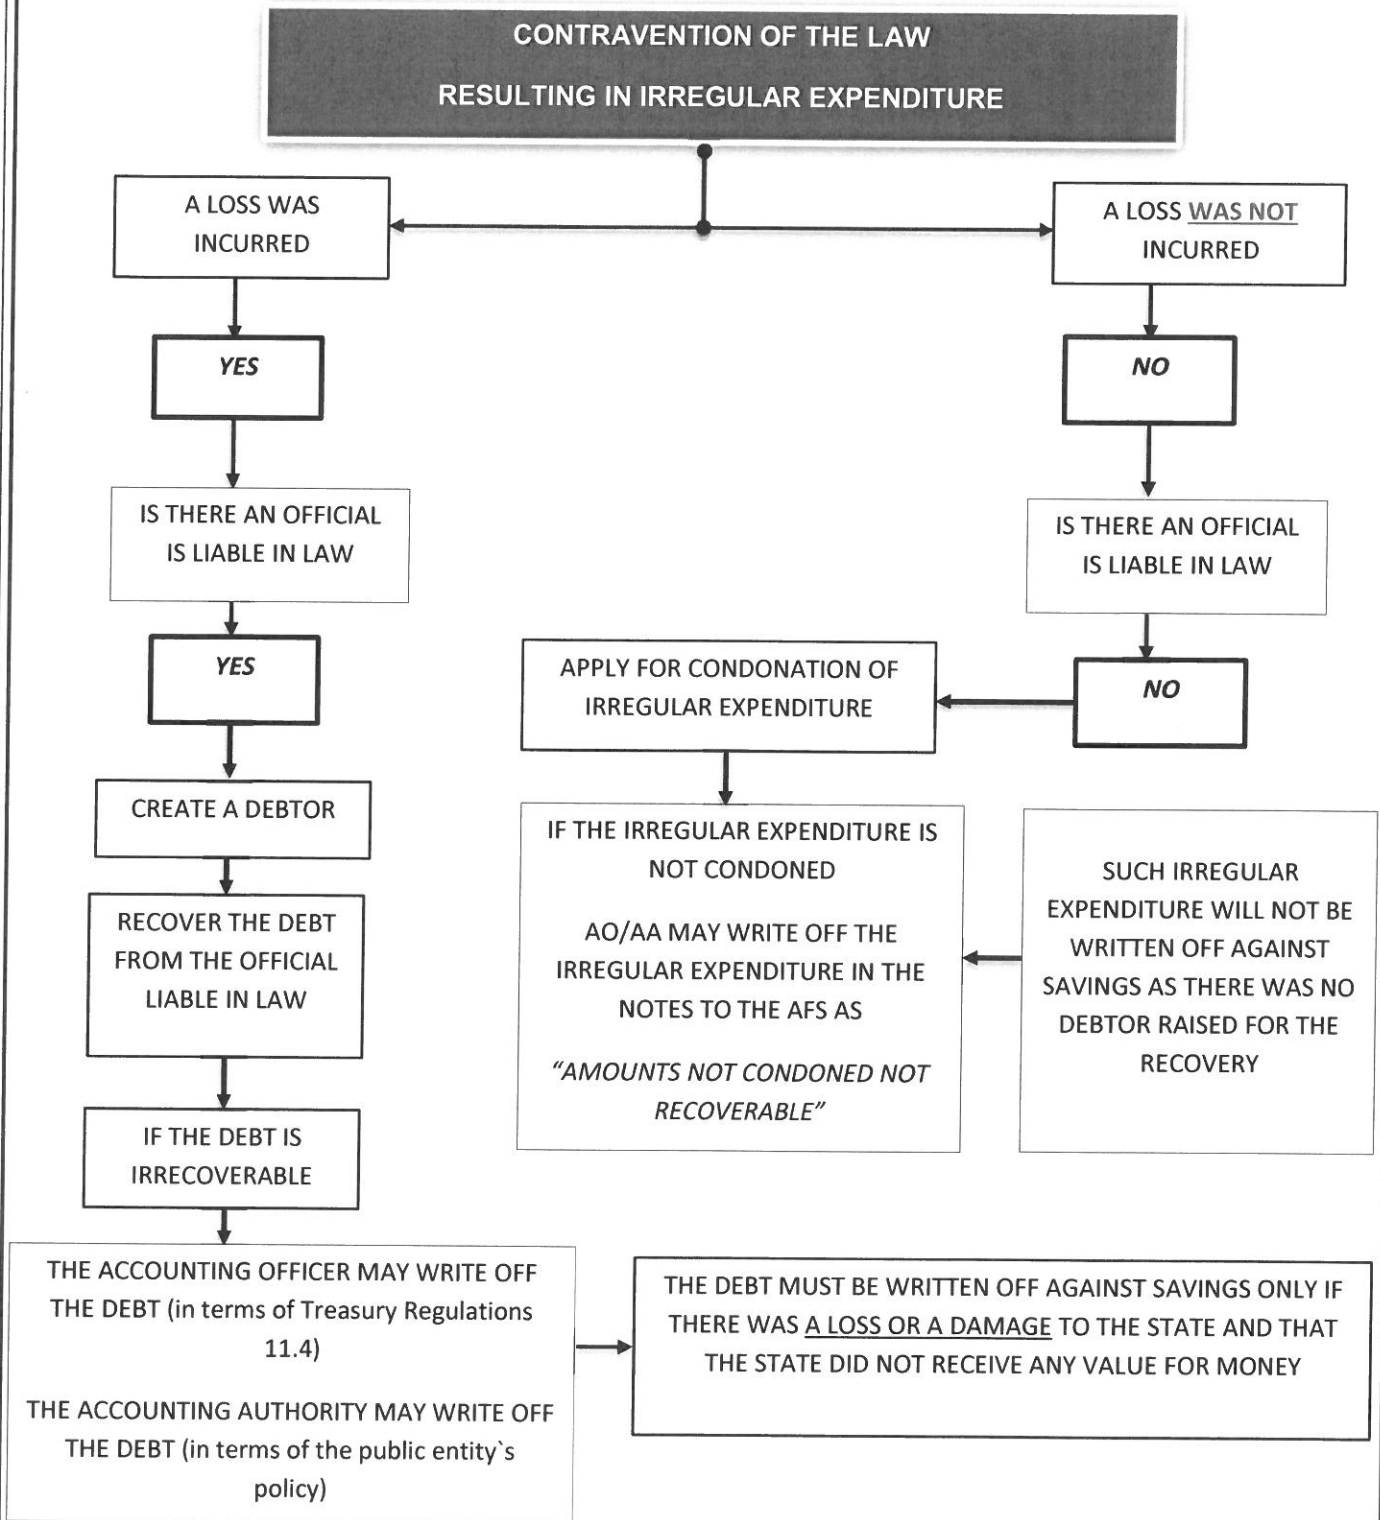 CONTRAVENTION OF THE LAW
RESULTING IN IRREGULAR EXPENDITURE
A LOSS WAS
INCURRED
A LOSS WAS NOT
INCURRED
YES
NO
IS THERE AN OFFICIAL
IS LIABLE IN LAW
IS THERE AN OFFICIAL
IS LIABLE IN LAW
YES
NO
APPLY FOR CONDONATION OF
IRREGULAR EXPENDITURE
CREATE A DEBTOR
RECOVER THE DEBT
FROM THE OFFICIAL
LIABLE IN LAW
IF THE IRREGULAR EXPENDITURE IS
NOT CONDONED
AO/AA MAY WRITE OFF THE
IRREGULAR EXPENDITURE IN THE
NOTES TO THE AFS AS
“AMOUNTS NOT CONDONED NOT
RECOVERABLE”
SUCH IRREGULAR
EXPENDITURE WILL NOT BE
WRITTEN OFF AGAINST
SAVINGS AS THERE WAS NO
DEBTOR RAISED FOR THE
RECOVERY
IF THE DEBT IS
IRRECOVERABLE
THE ACCOUNTING OFFICER MAY WRITE OFF
THE DEBT (in terms of Treasury Regulations
11.4)
THE ACCOUNTING AUTHORITY MAY WRITE OFF
THE DEBT (in terms of the public entity`s
policy)
THE DEBT MUST BE WRITTEN OFF AGAINST SAVINGS ONLY IF
THERE WAS A LOSS OR A DAMAGE TO THE STATE AND THAT
THE STATE DID NOT RECEIVE ANY VALUE FOR MONEY